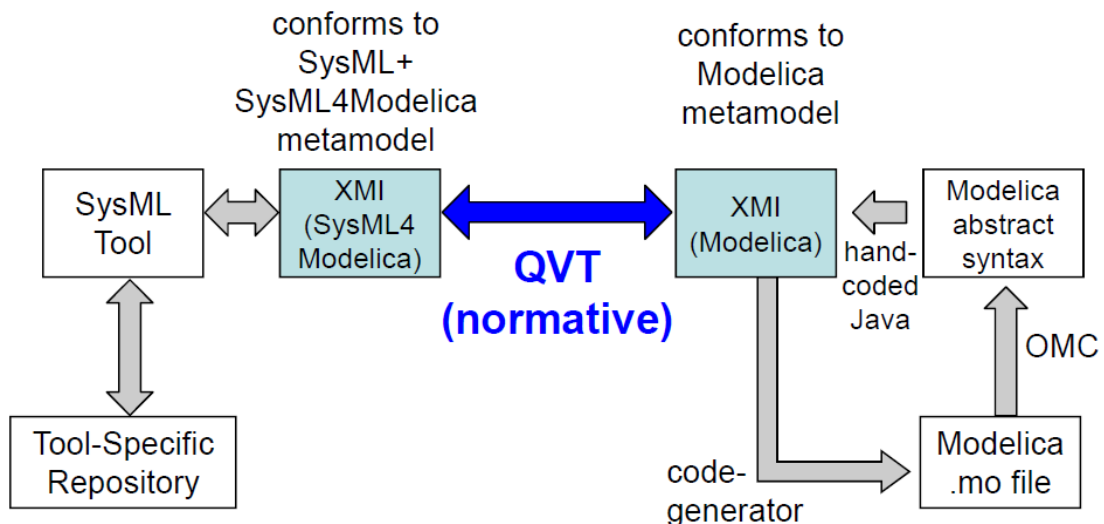 conforms to
SysML+
SysML4Modelica
metamodel
conforms to
Modelica
metamodel
SysML
Tool
XMI
(SysML4
Modelica)
QVT
(normative)
XMI
(Modelica)
hand-
coded
Java
Modelica
abstract
syntax
OMC
Tool-Specific
Repository
code-
generator
Modelica
.mo file